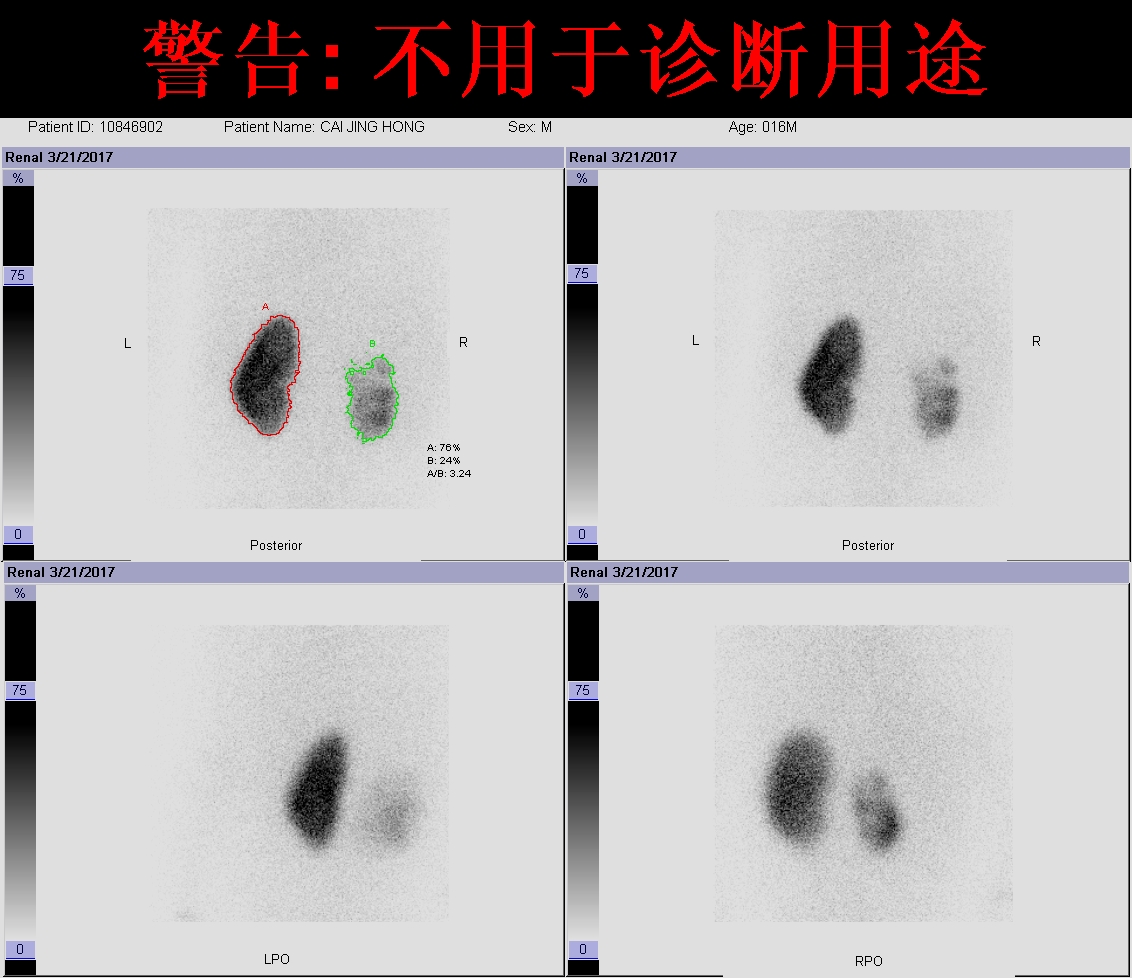 警告: 不用于诊断用途
Patient ID: 10846902 Patient Name: CAI JING HONG Sex: M Age: 016M
Renal 3/21/2017
%
75
0
L
R
A
B
A: 76%
B: 24%
A/B: 3.24
Posterior
Renal 3/21/2017
%
75
0
L
R
Posterior
Renal 3/21/2017
%
75
0
LPO
Renal 3/21/2017
%
75
0
RPO